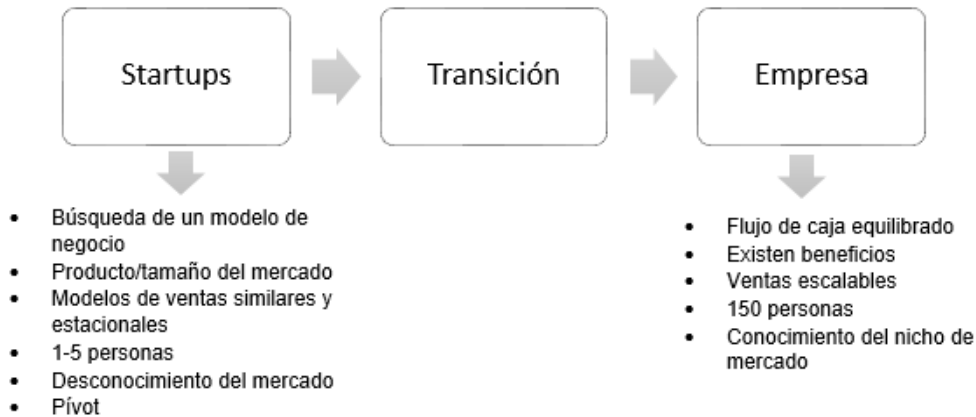 Startups
Transición
Empresa
• Búsqueda de un modelo de
negocio
• Producto/tamaño del mercado
• Modelos de ventas similares y
estacionales
• 1-5 personas
• Desconocimiento del mercado
• Pívot
• Flujo de caja equilibrado
• Existen beneficios
• Ventas escalables
• 150 personas
• Conocimiento del nicho de
mercado